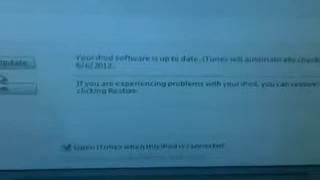 Update
Your iPod software is up to date. iTunes will automatically check
6/6/2012.
If you are experiencing problems with your iPod, you can restore
clicking Restore.
Open iTunes when this iPod is connected